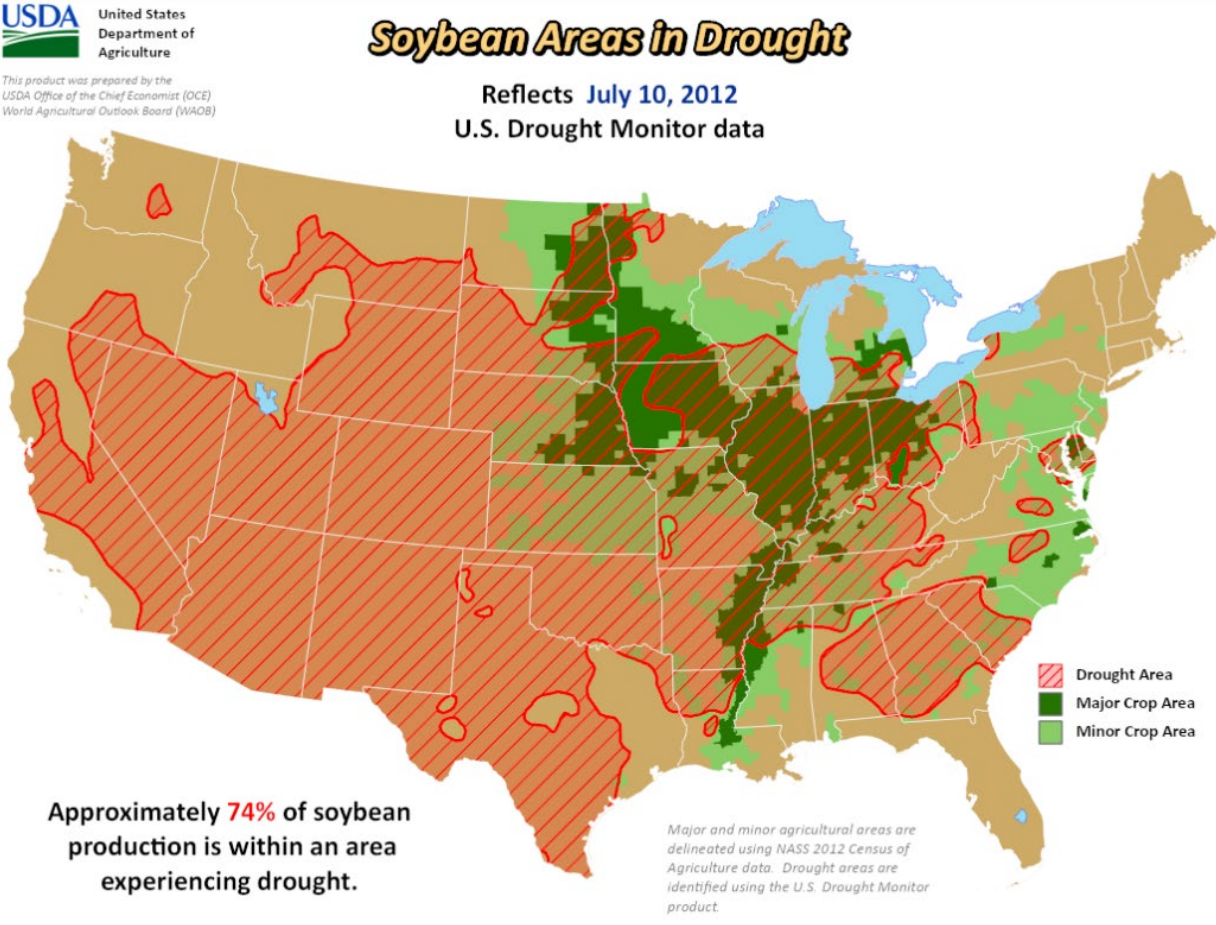 USDA
United States
Department of
Agriculture
This product was prepared by the
USDA Office of the Chief Economist (OCE)
World Agricultural Outlook Board (WAOB)
Soybean Areas in Drought
Reflects July 10, 2012
U.S. Drought Monitor data
Drought Area
Major Crop Area
Minor Crop Area
Approximately 74% of soybean
production is within an area
experiencing drought.
Major and minor agricultural areas are
delineated using NASS 2012 Census of
Agriculture data. Drought areas are
identified using the U.S. Drought Monitor
product.